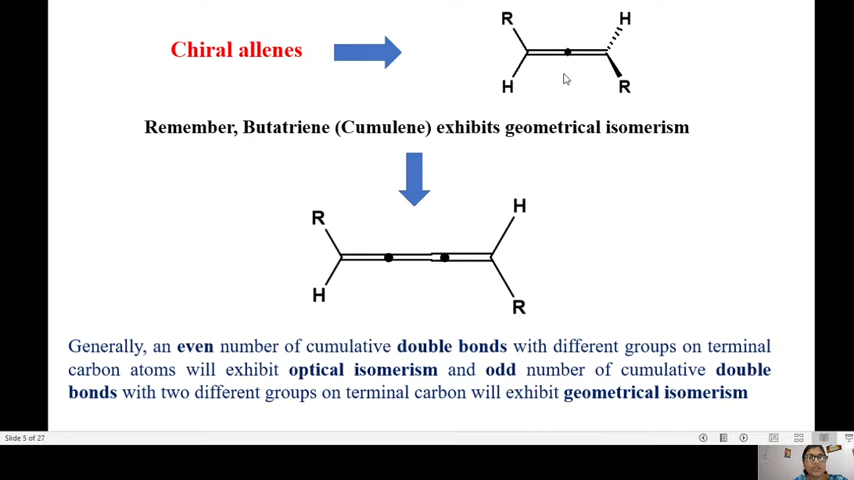 R H
Chiral allenes
H R
Remember, Butatriene (Cumulene) exhibits geometrical isomerism
H
R
H
R
Generally, an even number of cumulative double bonds with different groups on terminal
carbon atoms will exhibit optical isomerism and odd number of cumulative double
bonds with two different groups on terminal carbon will exhibit geometrical isomerism
Slide 5 of 27